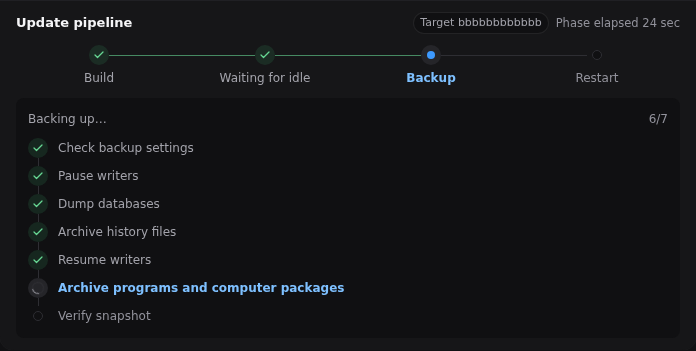 Update pipeline
Target bbbbbbbbbbbb
Phase elapsed 24 sec
Build
Waiting for idle
Backup
Restart
Backing up…
6/7
Check backup settings
Pause writers
Dump databases
Archive history files
Resume writers
Archive programs and computer packages
Verify snapshot